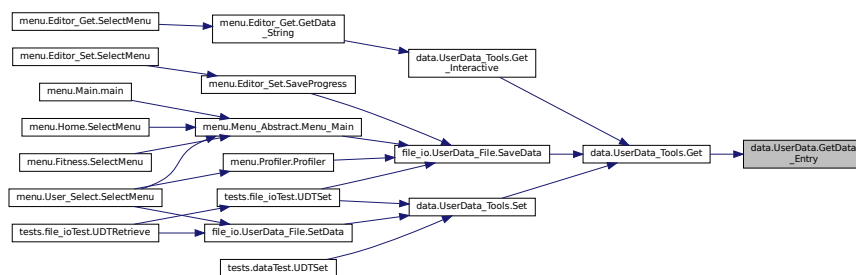 menu.Editor_Get.SelectMenu
menu.Editor_Get.GetData
_String
menu.Editor_Set.SelectMenu
data.UserData_Tools.Get
_Interactive
menu.Editor_Set.SaveProgress
menu.Main.main
menu.Home.SelectMenu
menu.Menu_Abstract.Menu_Main
menu.Fitness.SelectMenu
menu.Profiler.Profiler
file_io.UserData_File.SaveData
data.UserData_Tools.Get
data.UserData.GetData
_Entry
menu.User_Select.SelectMenu
tests.file_ioTest.UDTSet
data.UserData_Tools.Set
tests.file_ioTest.UDTRetrieve
file_io.UserData_File.SetData
tests.dataTest.UDTSet